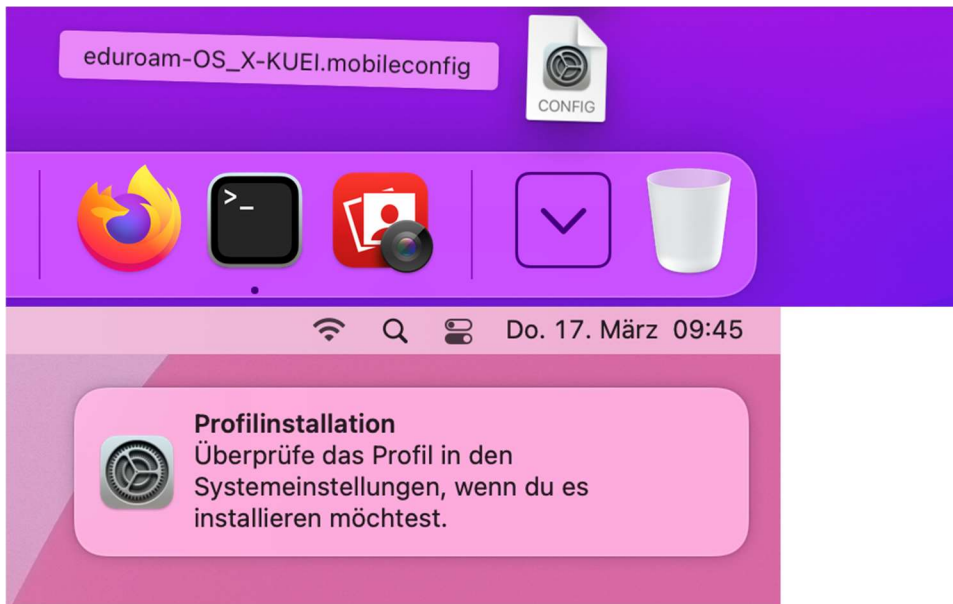 eduroam-OS_X-KUEI.mobileconfig
CONFIG
>_
Do. 17. März 09:45
Profilinstallation
Überprüfe das Profil in den
Systemeinstellungen, wenn du es
installieren möchtest.